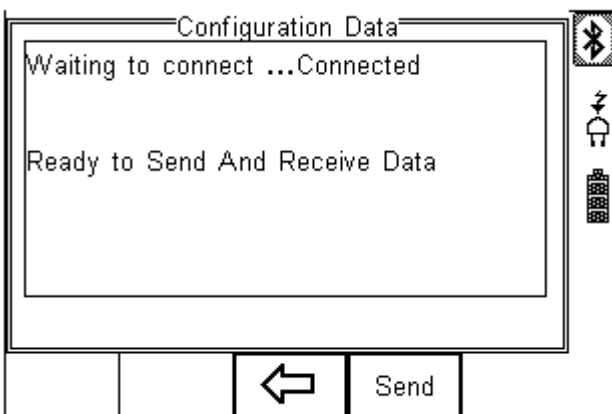 Configuration Data
Waiting to connect ...Connected
Ready to Send And Receive Data
Send